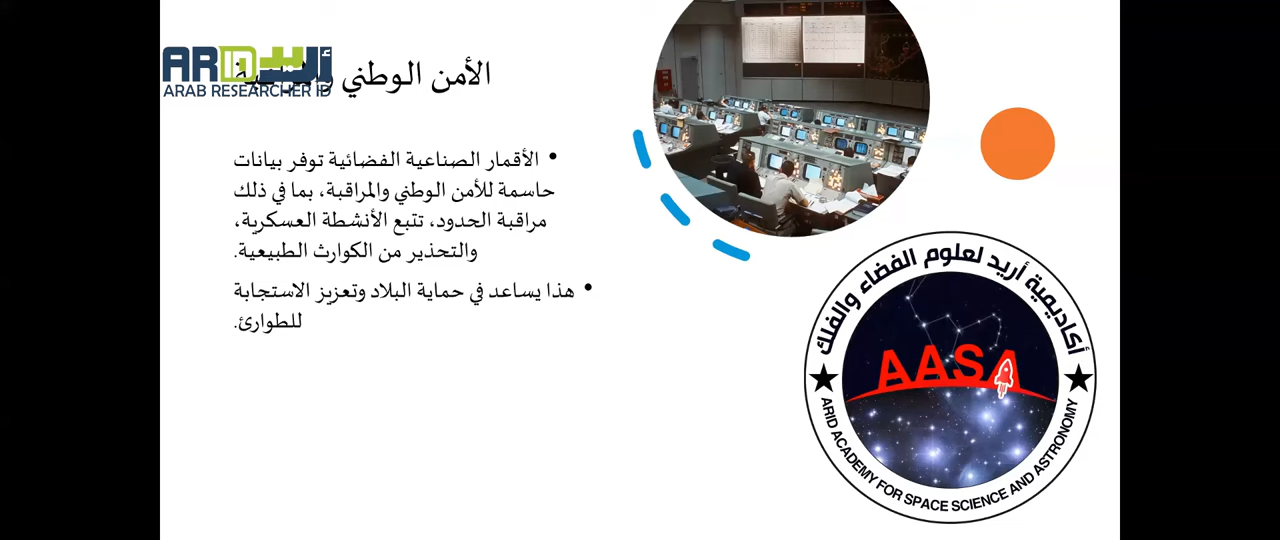 ARID أريد
ARAB RESEARCHER ID
الأمن الوطني
• الأقمار الصناعية الفضائية توفر بيانات
حاسمة للأمن الوطني والمراقبة، بما في ذلك
مراقبة الحدود، تتبع الأنشطة العسكرية،
والتحذير من الكوارث الطبيعية.
• هذا يساعد في حماية البلاد وتعزيز الاستجابة
للطوارئ.
أكاديمية أريد لعلوم الفضاء والفلك
AASA
ARID ACADEMY FOR SPACE SCIENCE AND ASTRONOMY